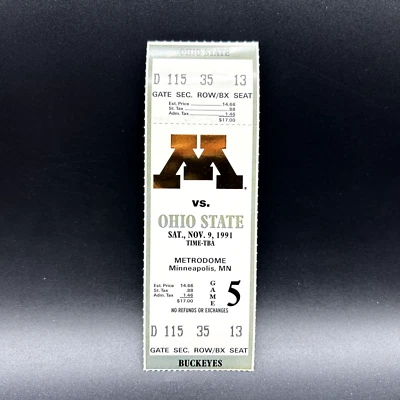 OHIO STATE
D 115 35 13
GATE SEC. ROW/BX SEAT
Est. Price 14.66
St. Tax .88
Adm. Tax 1.46
$17.00
M
vs.
OHIO STATE
SAT., NOV. 9, 1991
TIME-TBA
METRODOME
Minneapolis, MN
Est. Price 14.66
St. Tax .88
Adm. Tax 1.46
$17.00
GAME 5
NO REFUNDS OR EXCHANGES
D 115 35 13
GATE SEC. ROW/BX SEAT
BUCKEYES